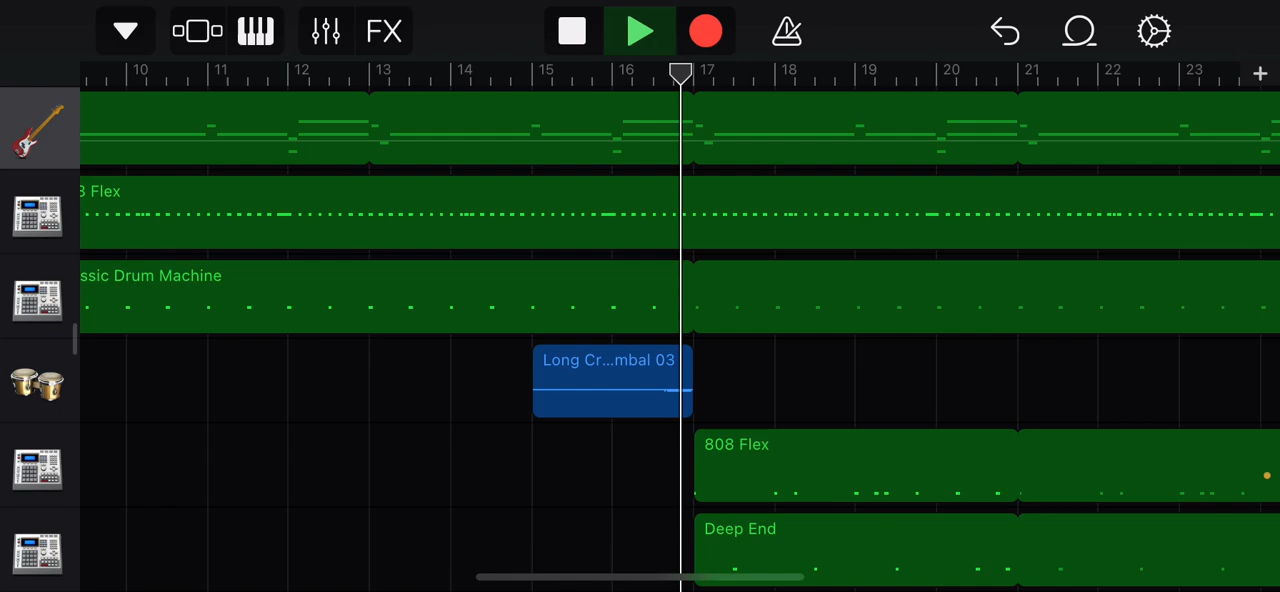 FX
10 11 12 13 14 15 16 17 18 19 20 21 22 23
Flex
ssic Drum Machine
Long Cr...mbal 03
808 Flex
Deep End